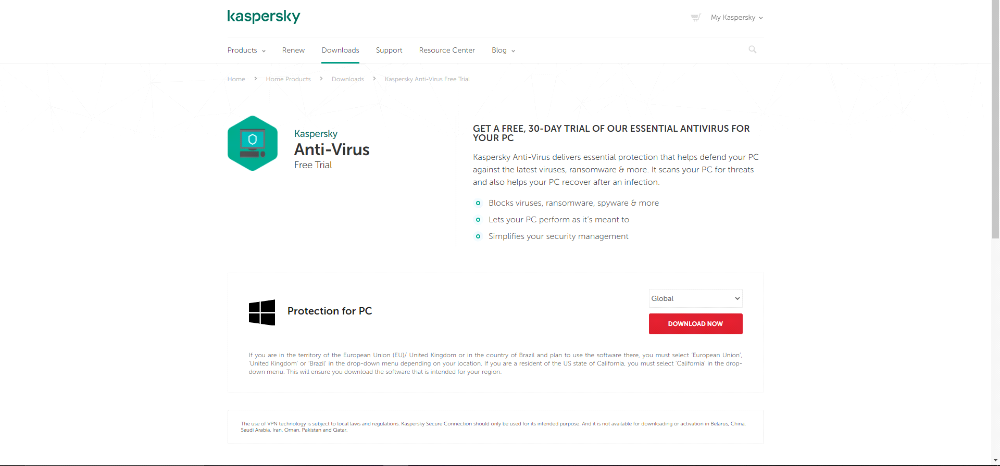 kaspersky
My Kaspersky
Products
Renew
Downloads
Support
Resource Center
Blog
Home
Home Products
Downloads
Kaspersky Anti-Virus Free Trial
Kaspersky
Anti-Virus
Free Trial
GET A FREE, 30-DAY TRIAL OF OUR ESSENTIAL ANTIVIRUS FOR
YOUR PC
Kaspersky Anti-Virus delivers essential protection that helps defend your PC
against the latest viruses, ransomware & more. It scans your PC for threats
and also helps your PC recover after an infection.
Blocks viruses, ransomware, spyware & more
Lets your PC perform as it's meant to
Simplifies your security management
Protection for PC
Global
DOWNLOAD NOW
If you are in the territory of the European Union (EU)/ United Kingdom or in the country of Brazil and plan to use the software there, you must select 'European Union',
'United Kingdom' or 'Brazil' in the drop-down menu depending on your location. If you are a resident of the US state of California, you must select 'California' in the drop-
down menu. This will ensure you download the software that is intended for your region.
The use of VPN technology is subject to local laws and regulations. Kaspersky Secure Connection should only be used for its intended purpose. And it is not available for downloading or activation in Belarus, China,
Saudi Arabia, Iran, Oman, Pakistan and Qatar.